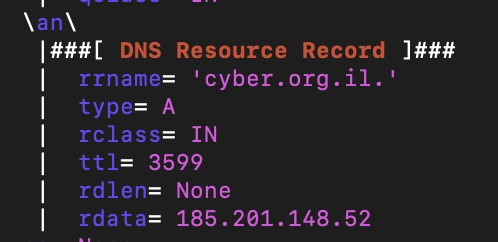 \an\
|###[ DNS Resource Record ]###
|  rrname= 'cyber.org.il.'
|  type= A
|  rclass= IN
|  ttl= 3599
|  rdlen= None
|  rdata= 185.201.148.52